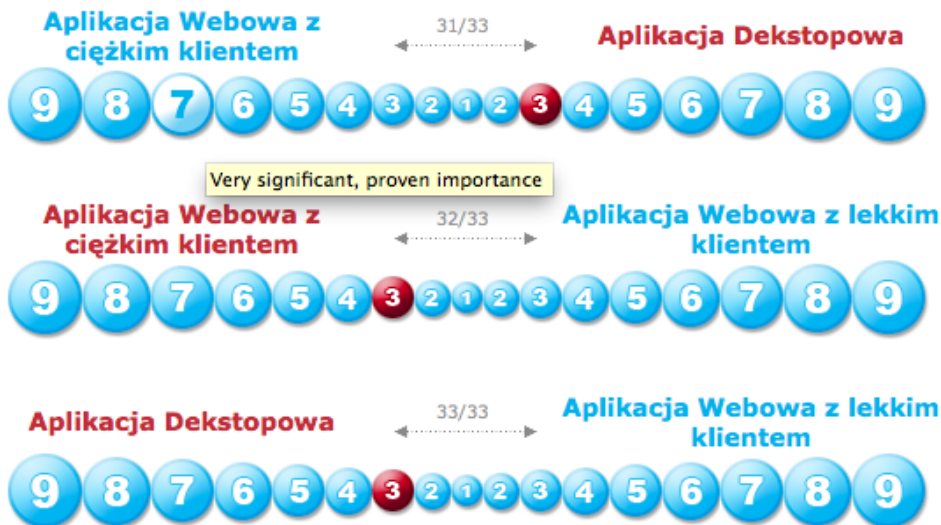 Aplikacja Webowa z
ciężkim klientem
31/33
Aplikacja Dekstopowa
9 8 7 6 5 4 3 2 1 2 3 4 5 6 7 8 9
Very significant, proven importance
Aplikacja Webowa z
ciężkim klientem
32/33
Aplikacja Webowa z lekkim
klientem
9 8 7 6 5 4 3 2 1 2 3 4 5 6 7 8 9
Aplikacja Dekstopowa
33/33
Aplikacja Webowa z lekkim
klientem
9 8 7 6 5 4 3 2 1 2 3 4 5 6 7 8 9